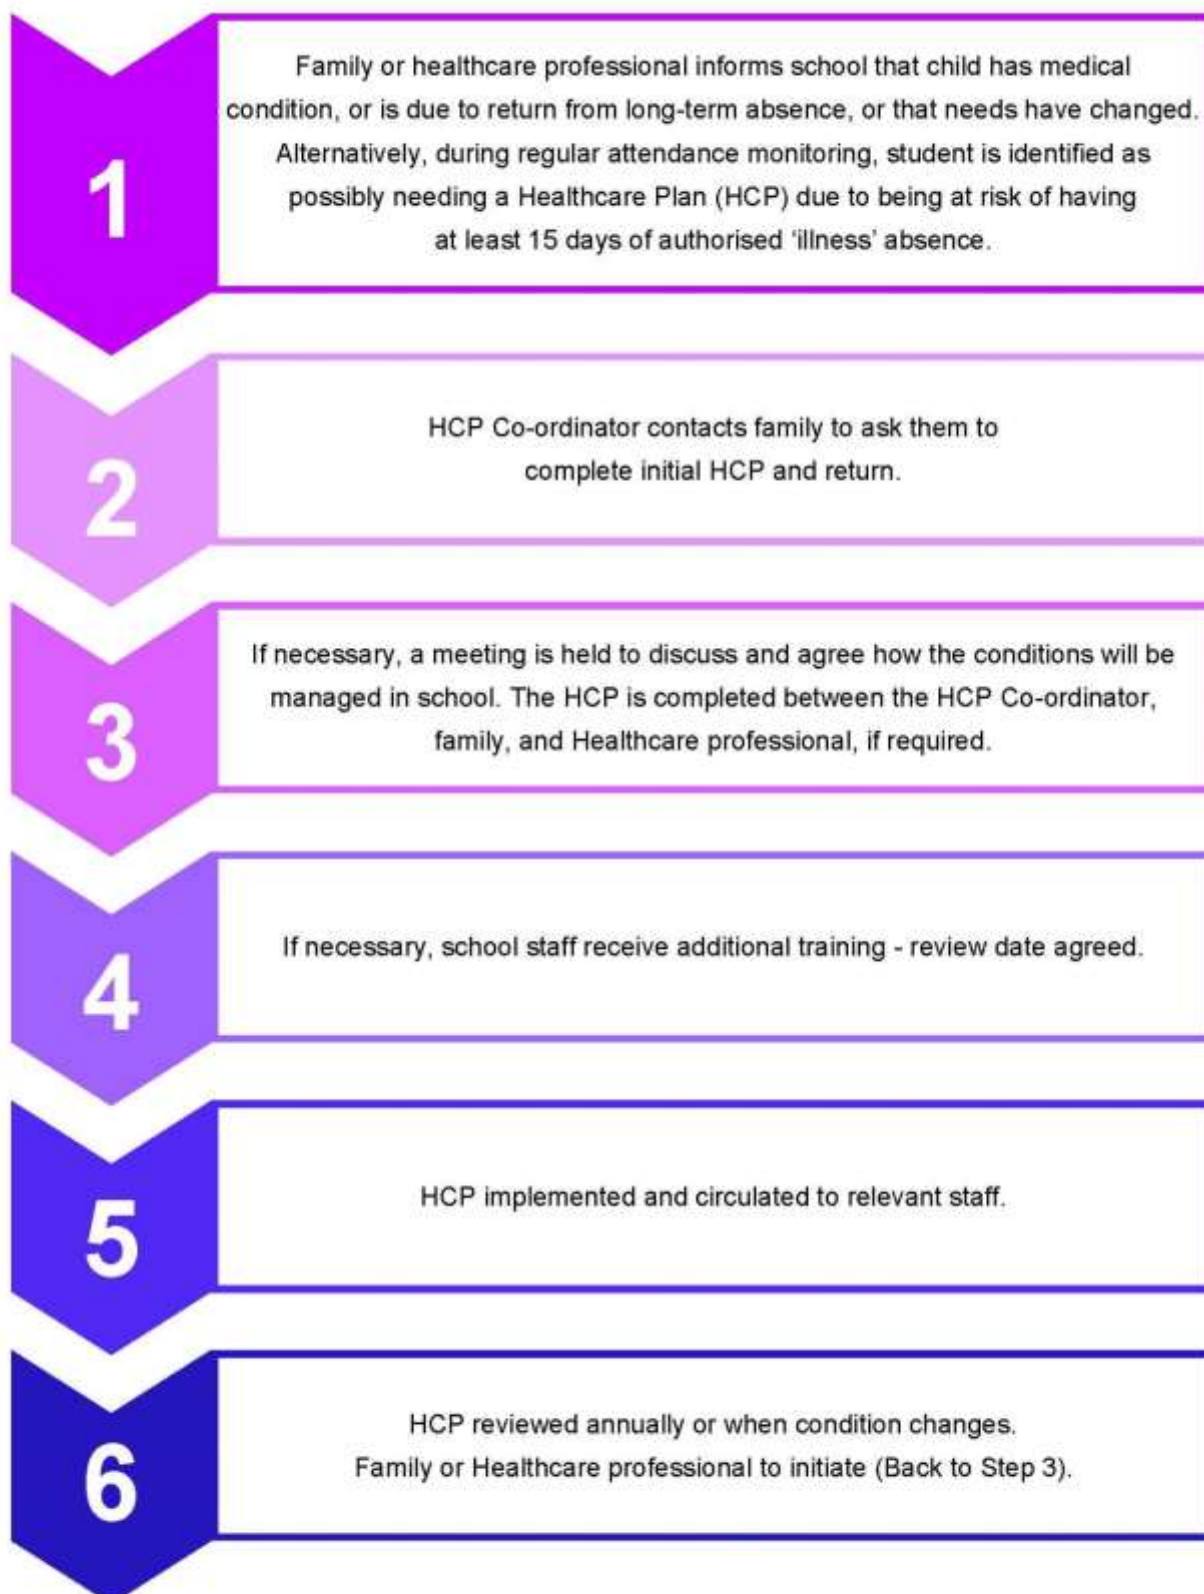 1
Family or healthcare professional informs school that child has medical
condition, or is due to return from long-term absence, or that needs have changed.
Alternatively, during regular attendance monitoring, student is identified as
possibly needing a Healthcare Plan (HCP) due to being at risk of having
at least 15 days of authorised ‘illness’ absence.
2
HCP Co-ordinator contacts family to ask them to
complete initial HCP and return.
3
If necessary, a meeting is held to discuss and agree how the conditions will be
managed in school. The HCP is completed between the HCP Co-ordinator,
family, and Healthcare professional, if required.
4
If necessary, school staff receive additional training - review date agreed.
5
HCP implemented and circulated to relevant staff.
6
HCP reviewed annually or when condition changes.
Family or Healthcare professional to initiate (Back to Step 3).